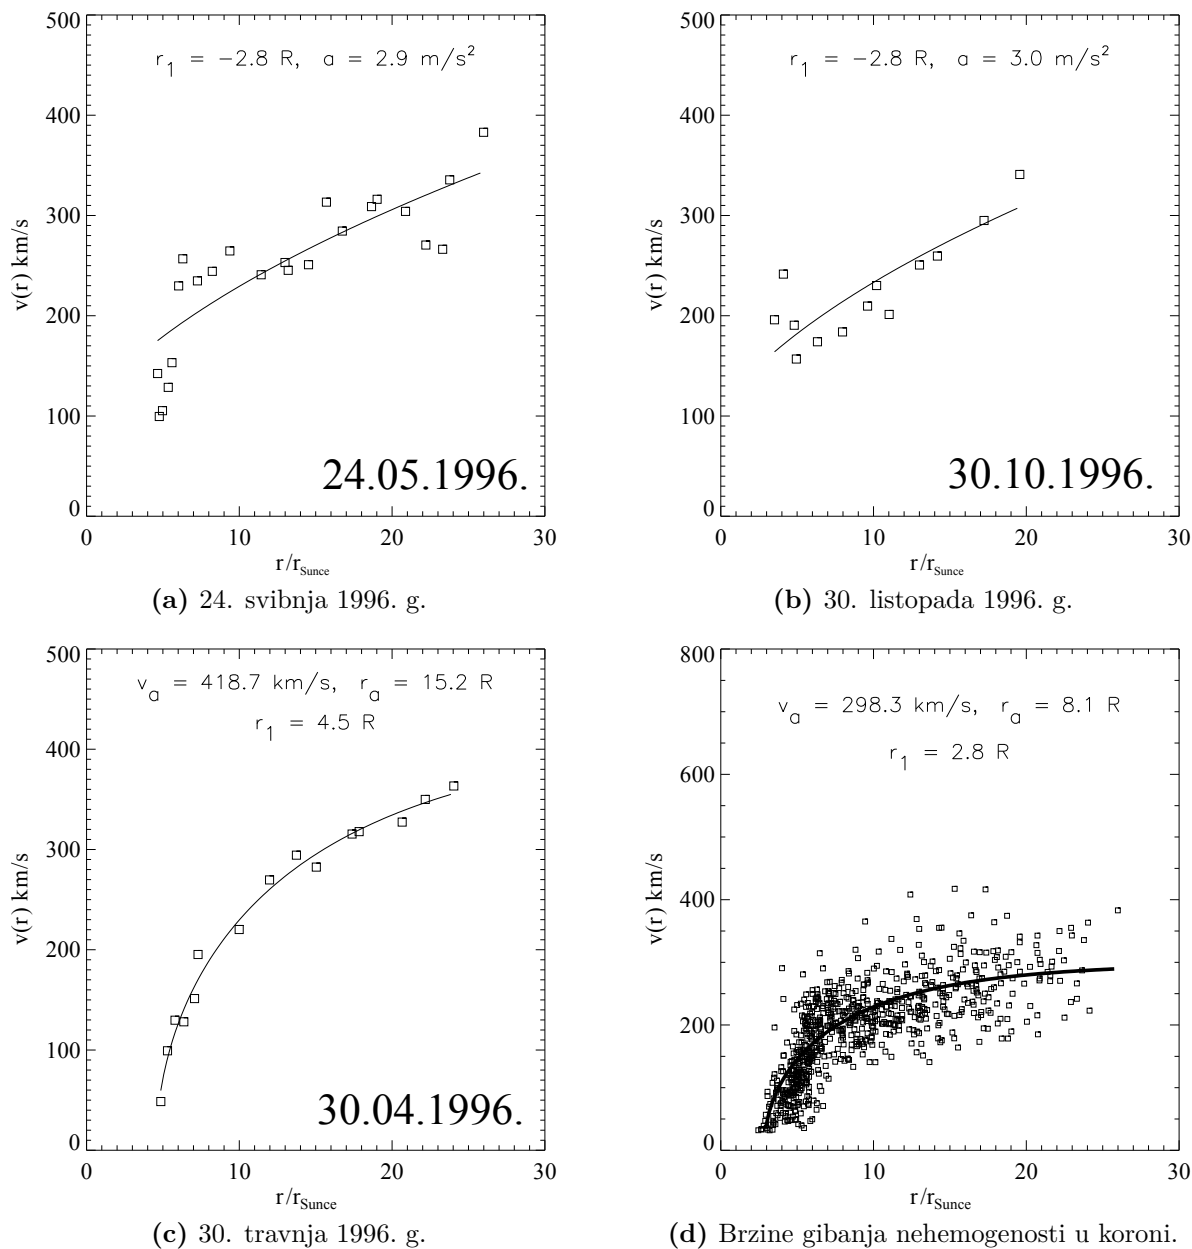 r₁ = −2.8 R, a = 2.9 m/s²
500
400
300
200
100
0
v(r) km/s
24.05.1996.
0 10 20 30
r/r_Sunce
(a) 24. svibnja 1996. g.
r₁ = −2.8 R, a = 3.0 m/s²
500
400
300
200
100
0
v(r) km/s
30.10.1996.
0 10 20 30
r/r_Sunce
(b) 30. listopada 1996. g.
v_a = 418.7 km/s, r_a = 15.2 R
r₁ = 4.5 R
500
400
300
200
100
0
v(r) km/s
30.04.1996.
0 10 20 30
r/r_Sunce
(c) 30. travnja 1996. g.
v_a = 298.3 km/s, r_a = 8.1 R
r₁ = 2.8 R
800
600
400
200
0
v(r) km/s
0 10 20 30
r/r_Sunce
(d) Brzine gibanja nehemogenosti u koroni.